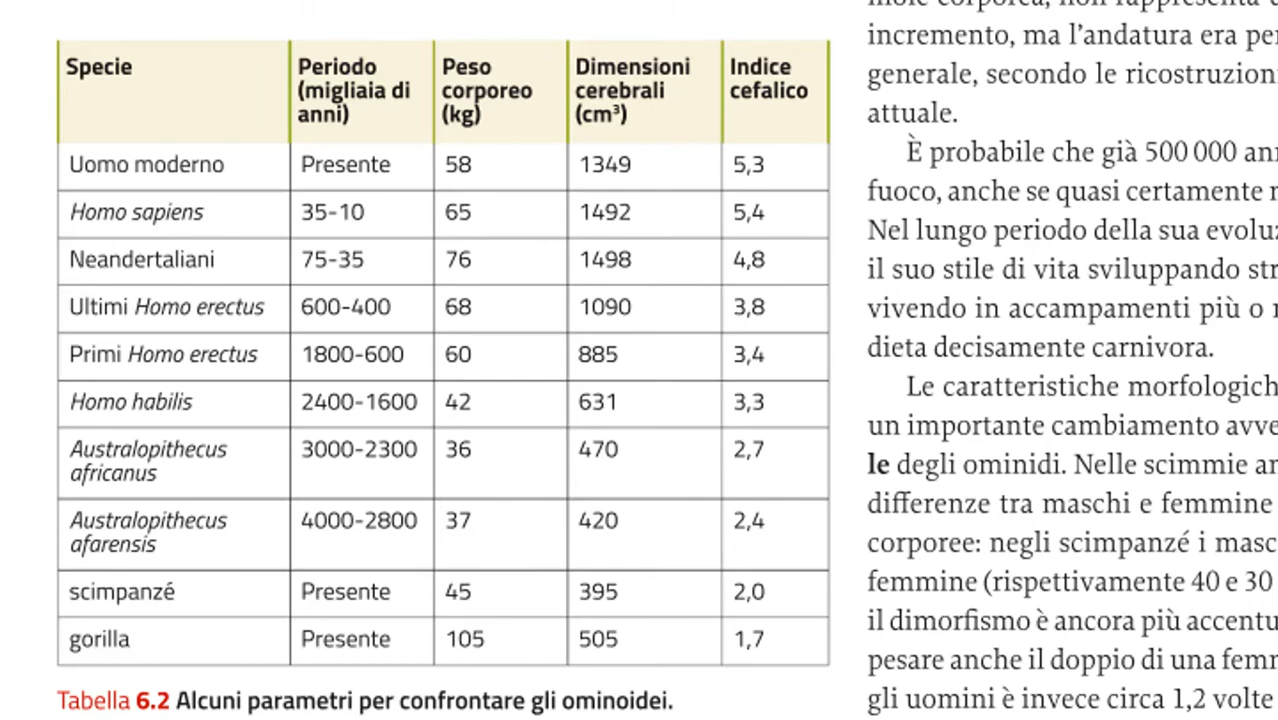 Specie Periodo (migliaia di anni) Peso corporeo (kg) Dimensioni cerebrali (cm³) Indice cefalico
Uomo moderno Presente 58 1349 5,3
Homo sapiens 35-10 65 1492 5,4
Neandertaliani 75-35 76 1498 4,8
Ultimi Homo erectus 600-400 68 1090 3,8
Primi Homo erectus 1800-600 60 885 3,4
Homo habilis 2400-1600 42 631 3,3
Australopithecus africanus 3000-2300 36 470 2,7
Australopithecus afarensis 4000-2800 37 420 2,4
scimpanzé Presente 45 395 2,0
gorilla Presente 105 505 1,7
Tabella 6.2 Alcuni parametri per confrontare gli ominoidei.
incremento, ma l’andatura era per
generale, secondo le ricostruzion
attuale.
È probabile che già 500 000 ann
fuoco, anche se quasi certamente
Nel lungo periodo della sua evoluz
il suo stile di vita sviluppando str
vivendo in accampamenti più o
dieta decisamente carnivora.
Le caratteristiche morfologich
un importante cambiamento avve
le degli ominidi. Nelle scimmie an
differenze tra maschi e femmine
corporee: negli scimpanzé i masc
femmine (rispettivamente 40 e 30
il dimorfismo è ancora più accentu
pesare anche il doppio di una femm
gli uomini è invece circa 1,2 volte